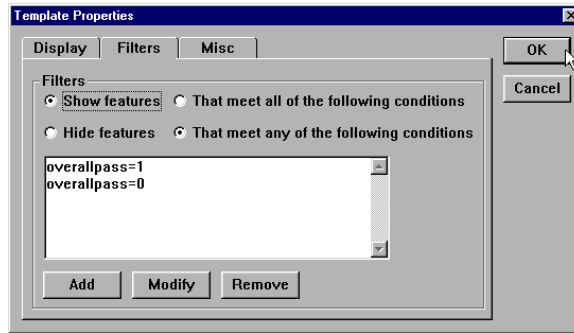 Template Properties
Display Filters Misc
OK
Cancel
Filters
Show features That meet all of the following conditions
Hide features That meet any of the following conditions
overallpass=1
overallpass=0
Add Modify Remove